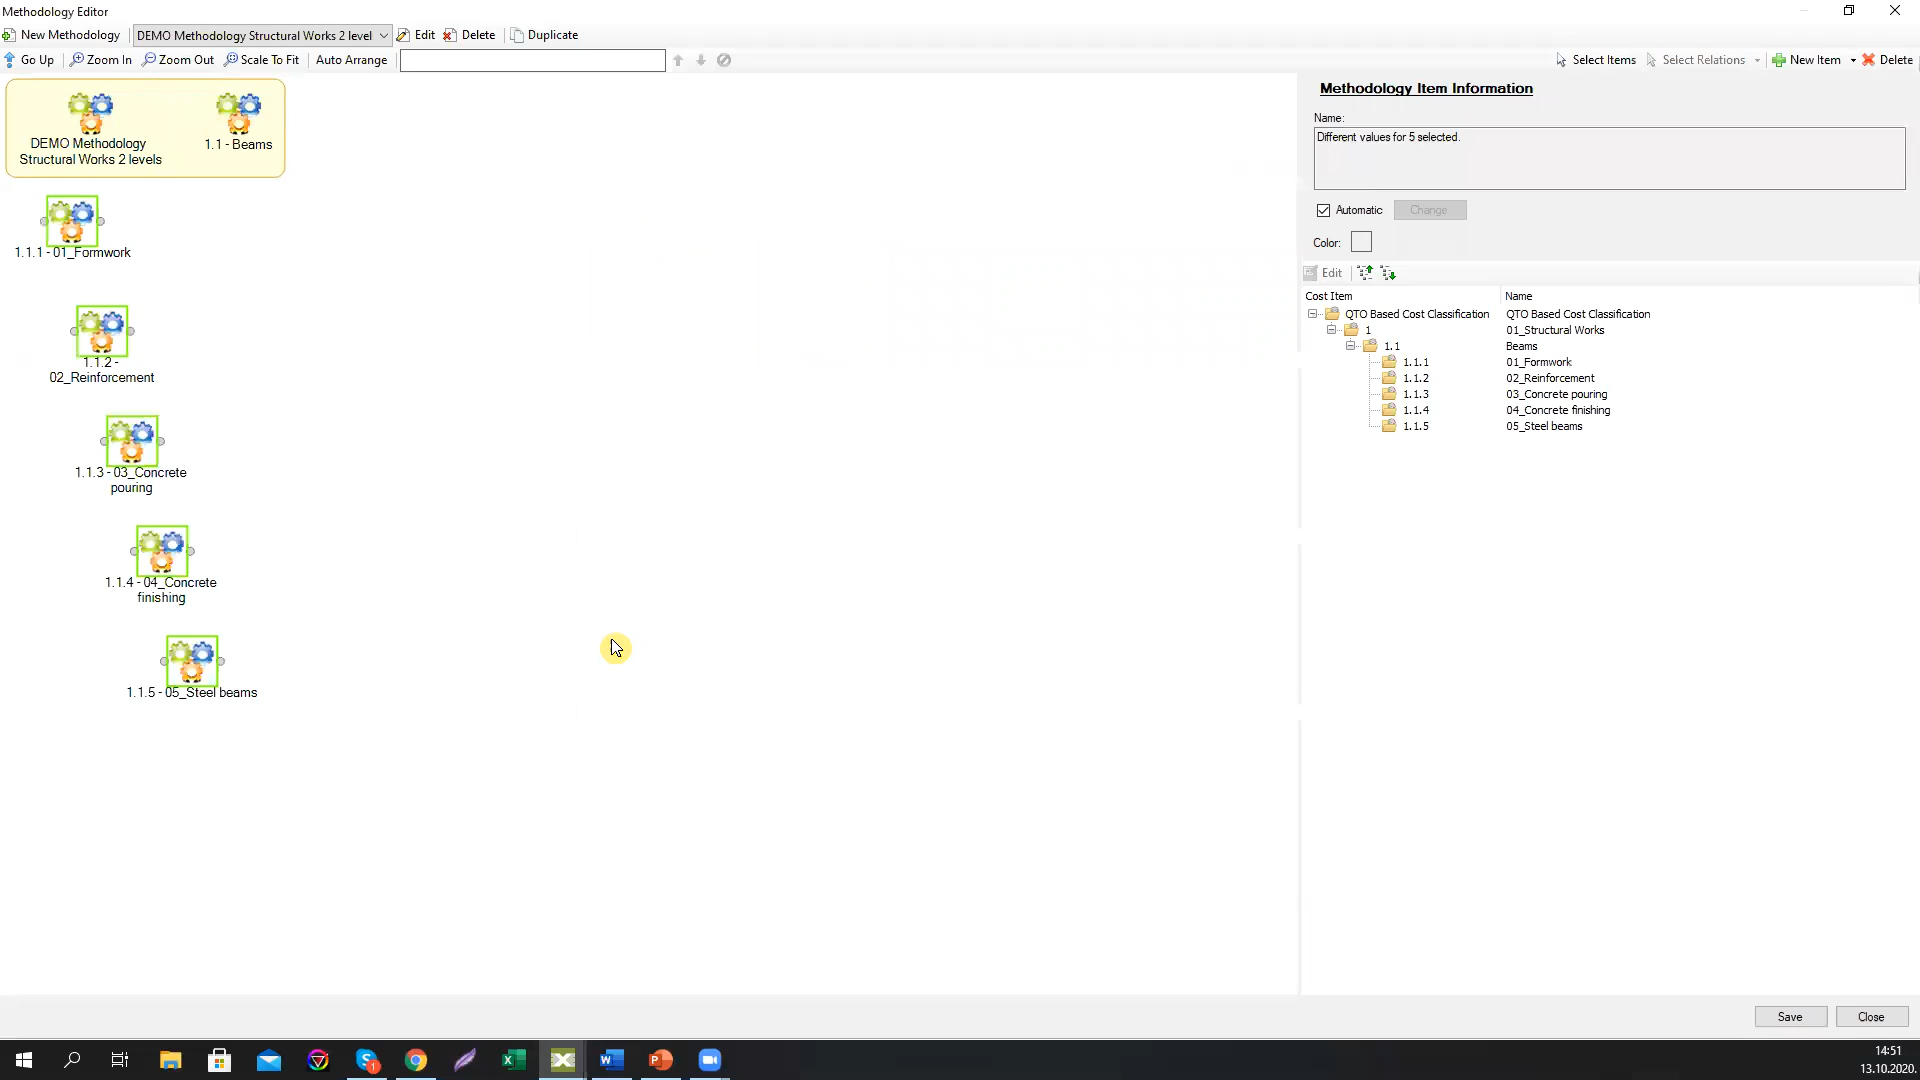 Methodology Editor
New Methodology DEMO Methodology Structural Works 2 level Edit Delete Duplicate
Go Up Zoom In Zoom Out Scale To Fit Auto Arrange Select Items Select Relations New Item Delete
DEMO Methodology
Structural Works 2 levels
1.1 - Beams
1.1.1 - 01_Formwork
1.1.2 -
02_Reinforcement
1.1.3 - 03_Concrete
pouring
1.1.4 - 04_Concrete
finishing
1.1.5 - 05_Steel beams
Methodology Item Information
Name:
Different values for 5 selected.
Automatic Change
Color:
Edit
Cost Item Name
QTO Based Cost Classification QTO Based Cost Classification
1 01_Structural Works
1.1 Beams
1.1.1 01_Formwork
1.1.2 02_Reinforcement
1.1.3 03_Concrete pouring
1.1.4 04_Concrete finishing
1.1.5 05_Steel beams
Save Close
14:51
13.10.2020.